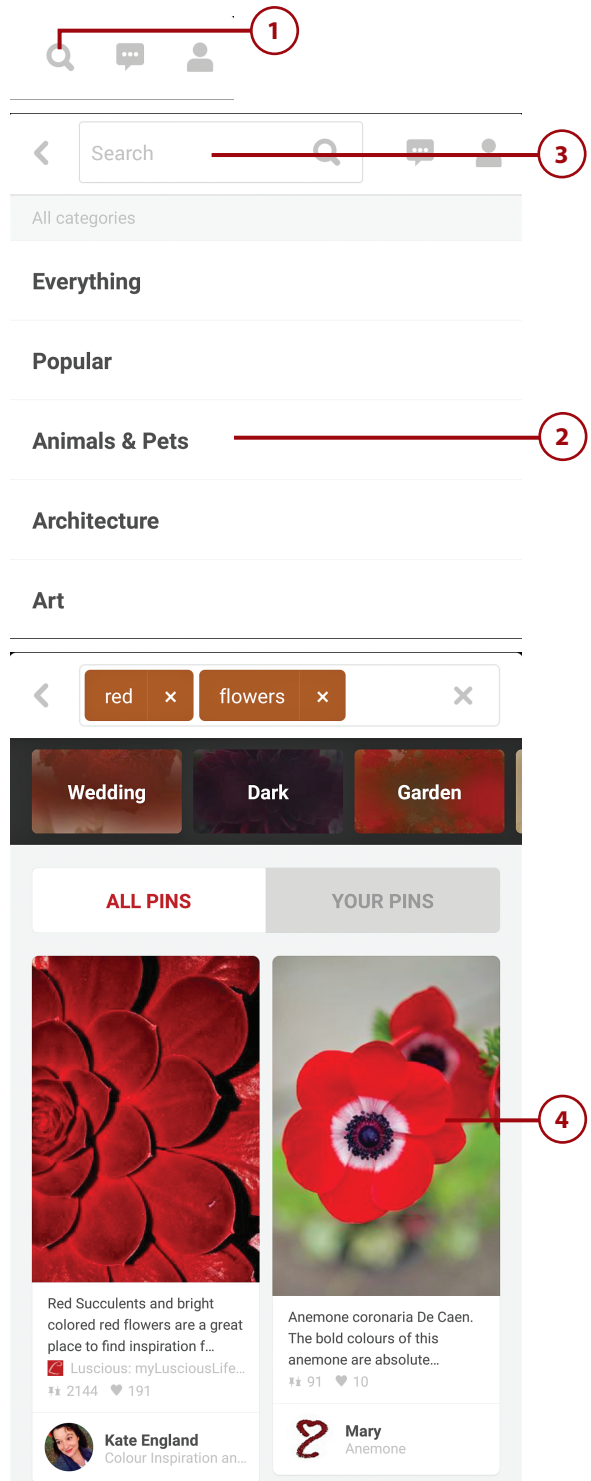 1
Search
3
All categories
Everything
Popular
Animals & Pets
2
Architecture
Art
red × flowers ×
Wedding Dark Garden
ALL PINS YOUR PINS
4
Red Succulents and bright
colored red flowers are a great
place to find inspiration f...
Luscious: myLusciousLife...
2144 191
Kate England
Colour Inspiration an...
Anemone coronaria De Caen.
The bold colours of this
anemone are absolute...
91 10
Mary
Anemone